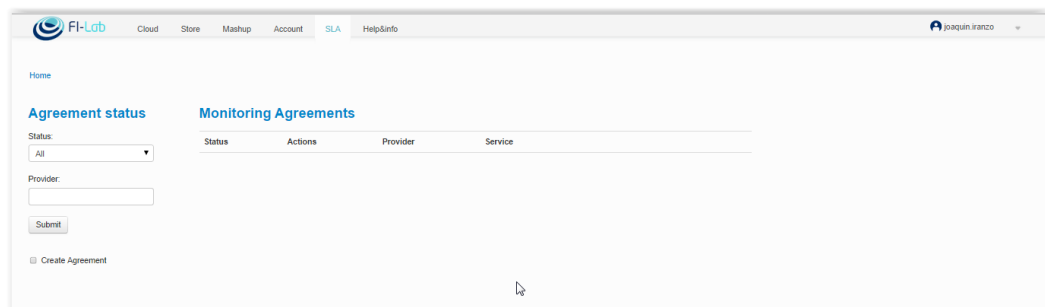 FI-Lab Cloud Store Mashup Account SLA Help&info joaquin.iranzo
Home
Agreement status
Status:
All
Provider:
Submit
Create Agreement
Monitoring Agreements
Status Actions Provider Service